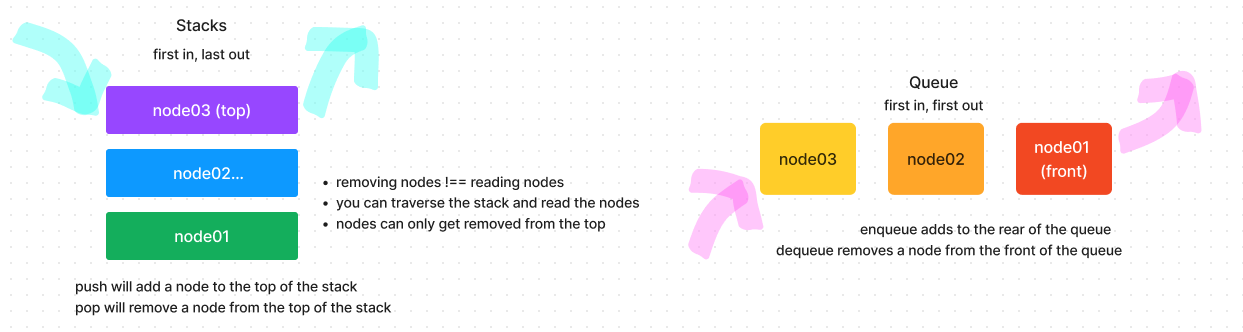 Stacks
first in, last out
node03 (top)
node02...
node01
• removing nodes !== reading nodes
• you can traverse the stack and read the nodes
• nodes can only get removed from the top
push will add a node to the top of the stack
pop will remove a node from the top of the stack
Queue
first in, first out
node03
node02
node01
(front)
enqueue adds to the rear of the queue
dequeue removes a node from the front of the queue